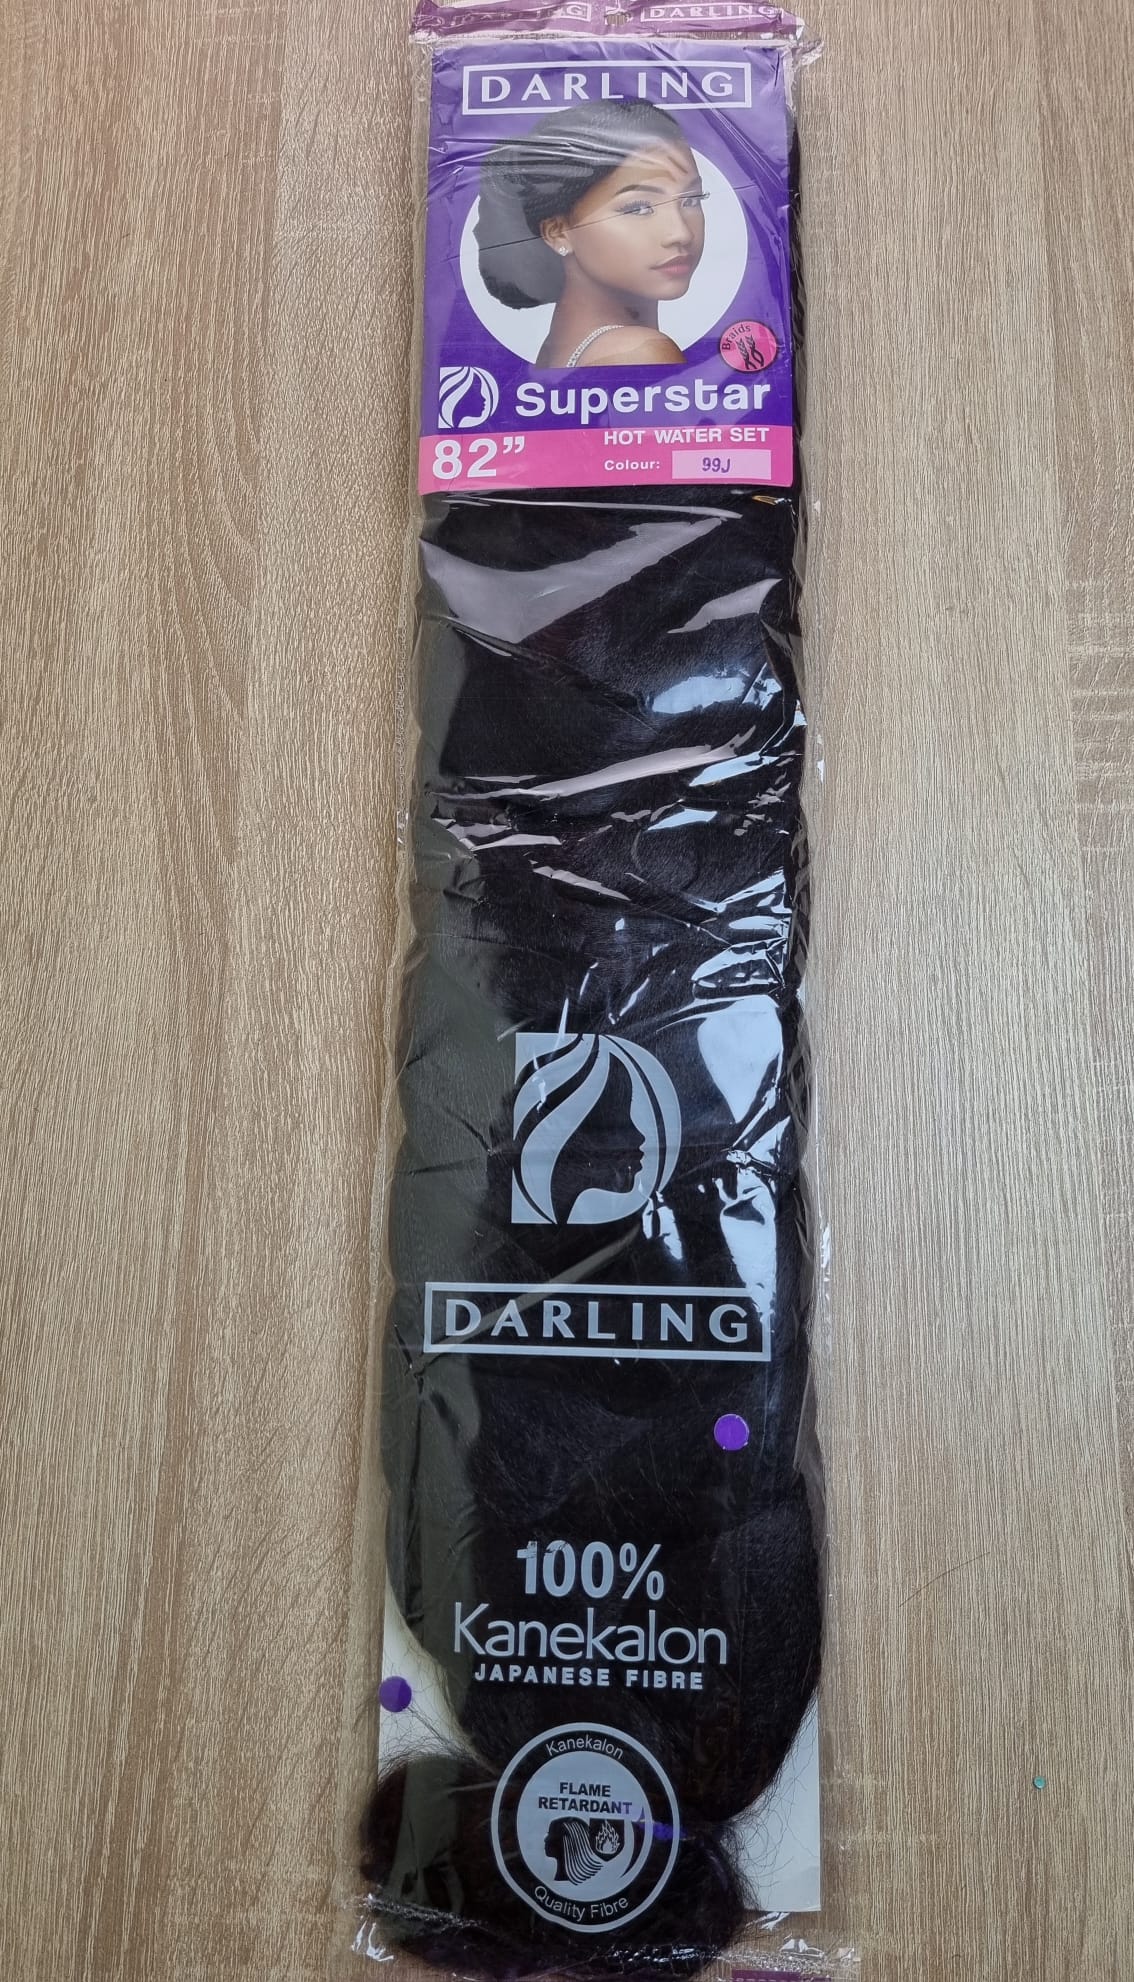 DARLING DARLING
DARLING
Braids
Superstar
82”
HOT WATER SET
Colour: 99J
DARLING
100%
Kanekalon
JAPANESE FIBRE
Kanekalon
FLAME
RETARDANT
Quality Fibre